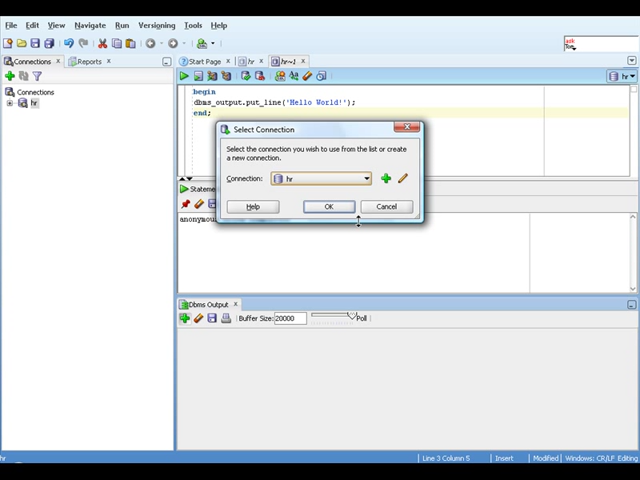 File Edit View Navigate Run Versioning Tools Help
Connections Reports
Start Page hr hr~1
hr
Connections
hr
begin
dbms_output.put_line('Hello World!');
end;
Select Connection
Select the connection you wish to use from the list or create
a new connection.
Connection: hr
Help OK Cancel
anonymou
Dbms Output
Buffer Size: 20000 Poll
hr
Line 3 Column 5 Insert Modified Windows: CR/LF Editing